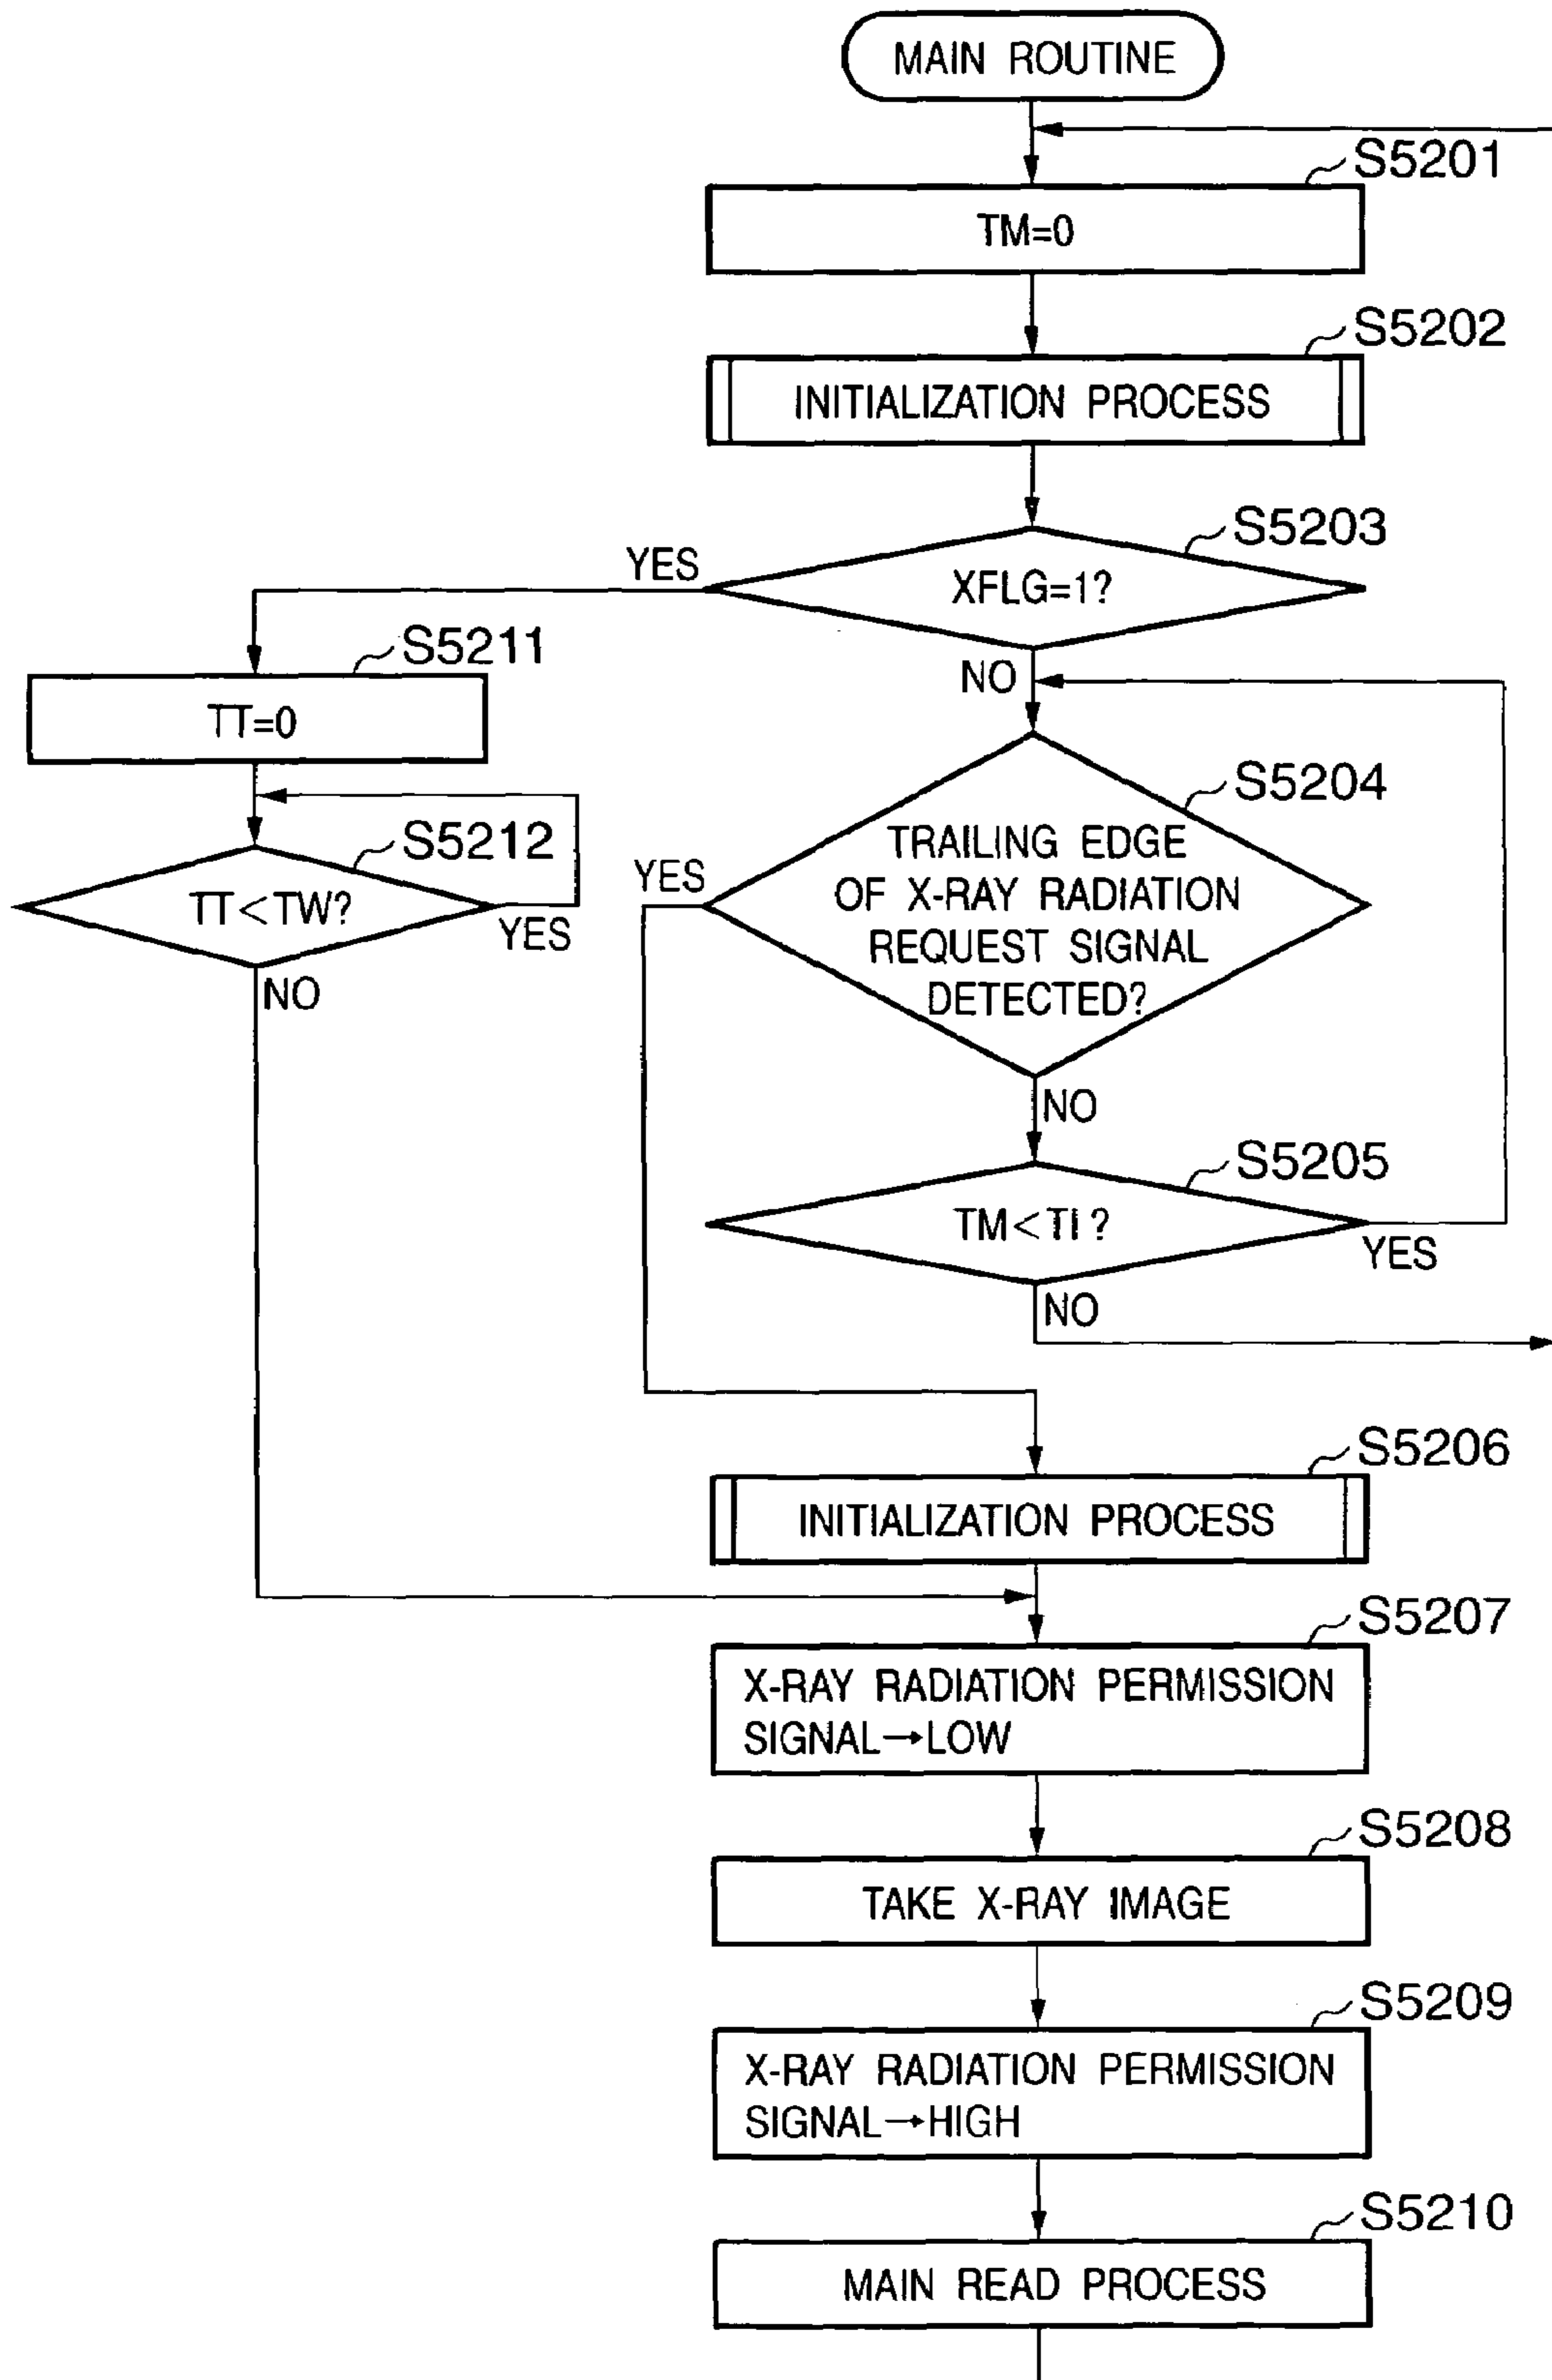 MAIN ROUTINE
S5201
TM=0
S5202
INITIALIZATION PROCESS
S5203
YES
XFLG=1?
S5211
NO
TT=0
S5204
S5212
TRAILING EDGE
YES
OF X-RAY RADIATION
TT<TW?
YES
REQUEST SIGNAL
NO
DETECTED?
NO
S5205
TM<TI?
YES
NO
S5206
INITIALIZATION PROCESS
S5207
X-RAY RADIATION PERMISSION
SIGNAL→LOW
S5208
TAKE X-RAY IMAGE
S5209
X-RAY RADIATION PERMISSION
SIGNAL→HIGH
S5210
MAIN READ PROCESS